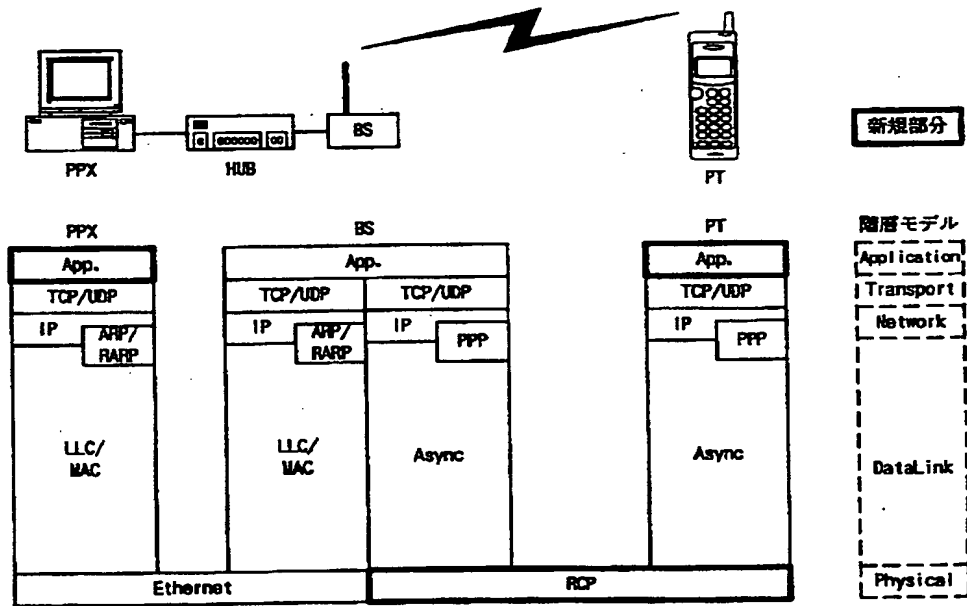 BS
新規部分
PPX
HUB
PT
PPX
BS
PT
階層モデル
App.
App.
App.
Application
TCP/UDP
TCP/UDP
TCP/UDP
TCP/UDP
Transport
IP
ARP/
RARP
IP
ARP/
RARP
IP
PPP
IP
PPP
Network
LLC/
MAC
LLC/
MAC
Async
Async
DataLink
Ethernet
RCP
Physical